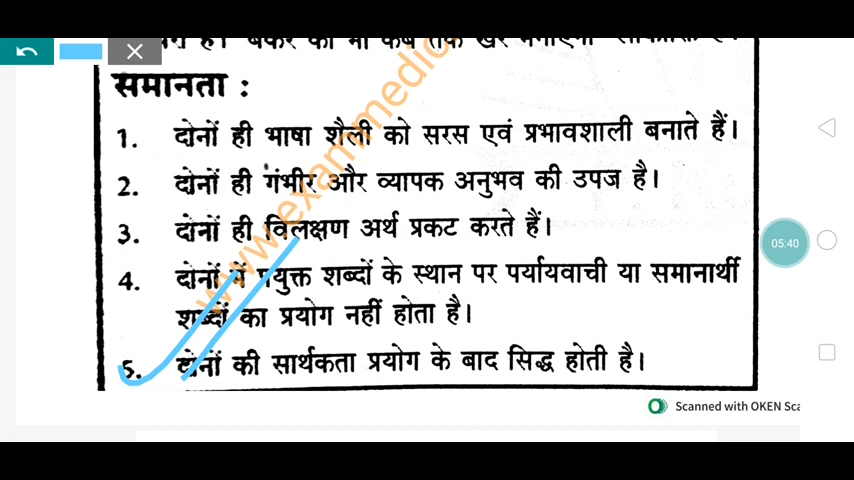 समानता :
1. दोनों ही भाषा शैली को सरस एवं प्रभावशाली बनाते हैं।
2. दोनों ही गंभीर और व्यापक अनुभव की उपज है।
3. दोनों ही विलक्षण अर्थ प्रकट करते हैं।
4. दोनों में प्रयुक्त शब्दों के स्थान पर पर्यायवाची या समानार्थी
शब्दों का प्रयोग नहीं होता है।
5. दोनों की सार्थकता प्रयोग के बाद सिद्ध होती है।
05:40
Scanned with OKEN